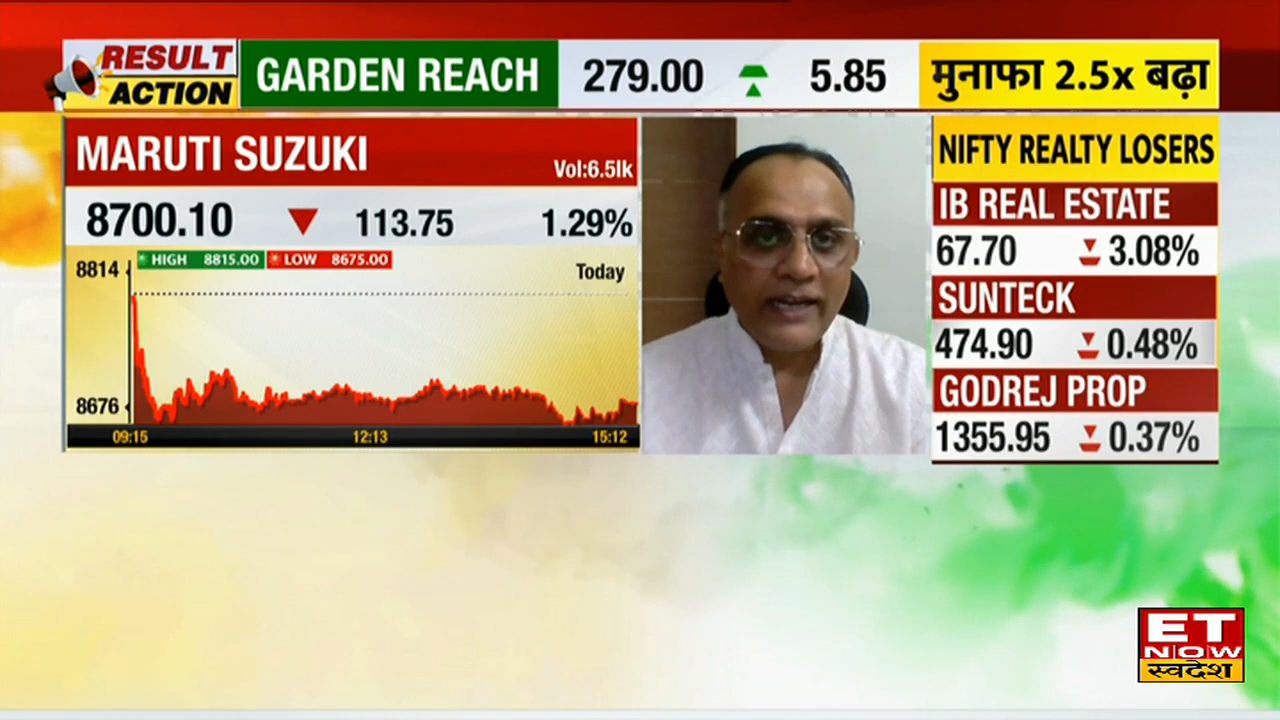 RESULT ACTION GARDEN REACH 279.00 5.85 मुनाफा 2.5x बढ़ा
MARUTI SUZUKI Vol:6.5lk
8700.10 113.75 1.29%
HIGH 8815.00 LOW 8675.00
Today
8814
8676
09:15 12:13 15:12
NIFTY REALTY LOSERS
IB REAL ESTATE
67.70 3.08%
SUNTECK
474.90 0.48%
GODREJ PROP
1355.95 0.37%
ET
NOW
स्वदेश